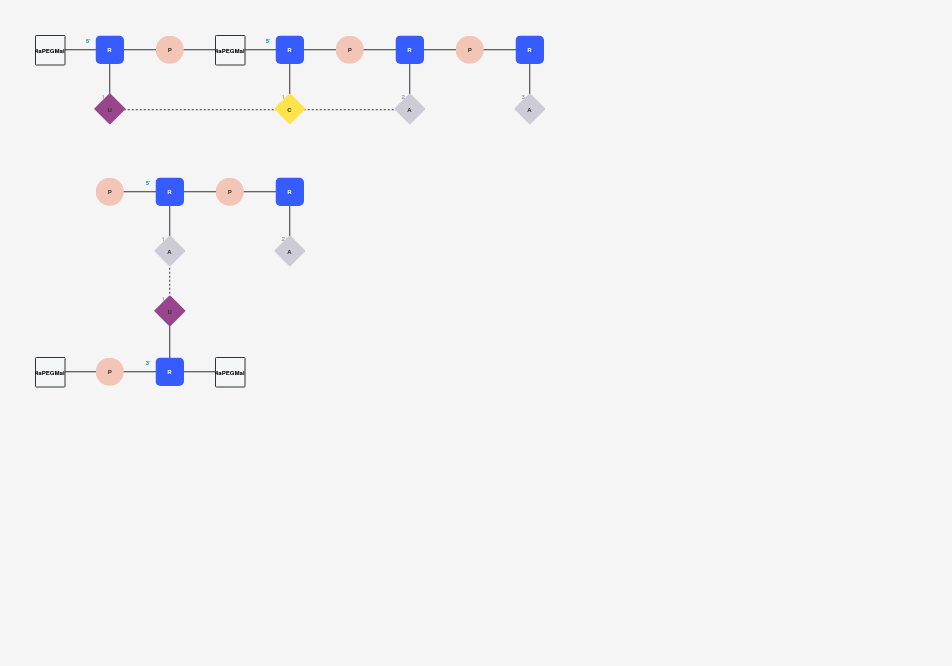 4aPEGMal 5' R P 4aPEGMal 5' R P R P R
1 U 1 C 2 A 3 A
P 5' R P R
1 A 2 A
1 U
4aPEGMal P 3' R 4aPEGMal